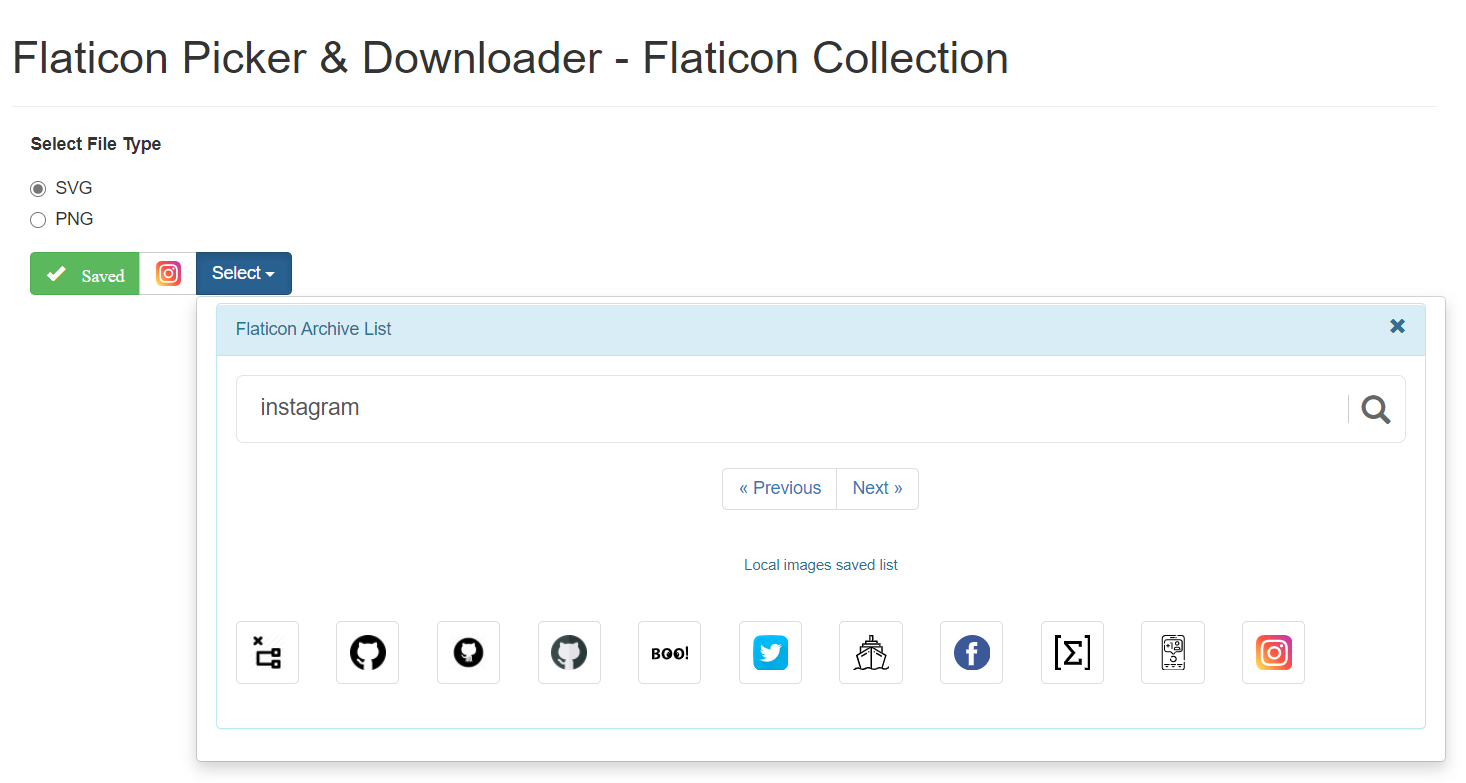 Flaticon Picker & Downloader - Flaticon Collection
Select File Type
SVG
PNG
Saved
Select
Flaticon Archive List
instagram
« Previous
Next »
Local images saved list
BOO!
[Σ]